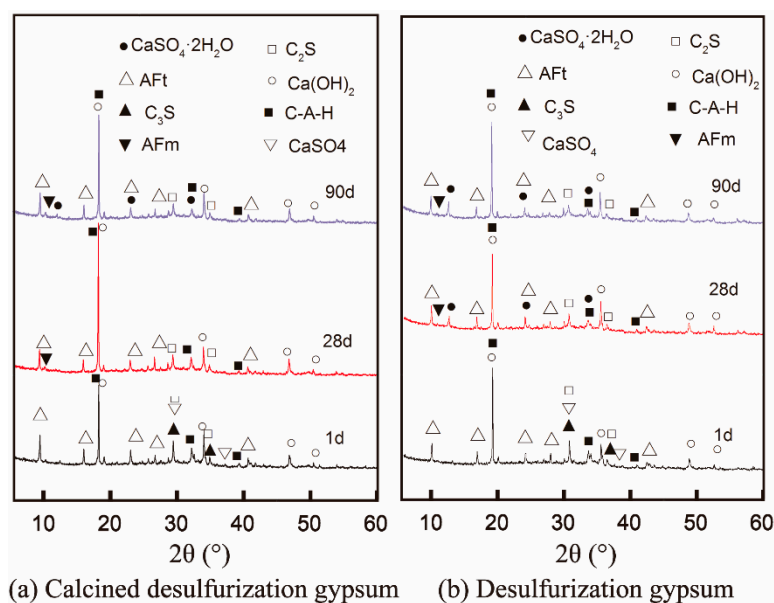 CaSO₄·2H₂O
AFt
C₃S
AFm
C₂S
Ca(OH)₂
C-A-H
CaSO4
90d
28d
1d
10 20 30 40 50 60
2θ (°)
(a) Calcined desulfurization gypsum
CaSO₄·2H₂O
AFt
C₃S
CaSO₄
C₂S
Ca(OH)₂
C-A-H
AFm
90d
28d
1d
10 20 30 40 50 60
2θ (°)
(b) Desulfurization gypsum